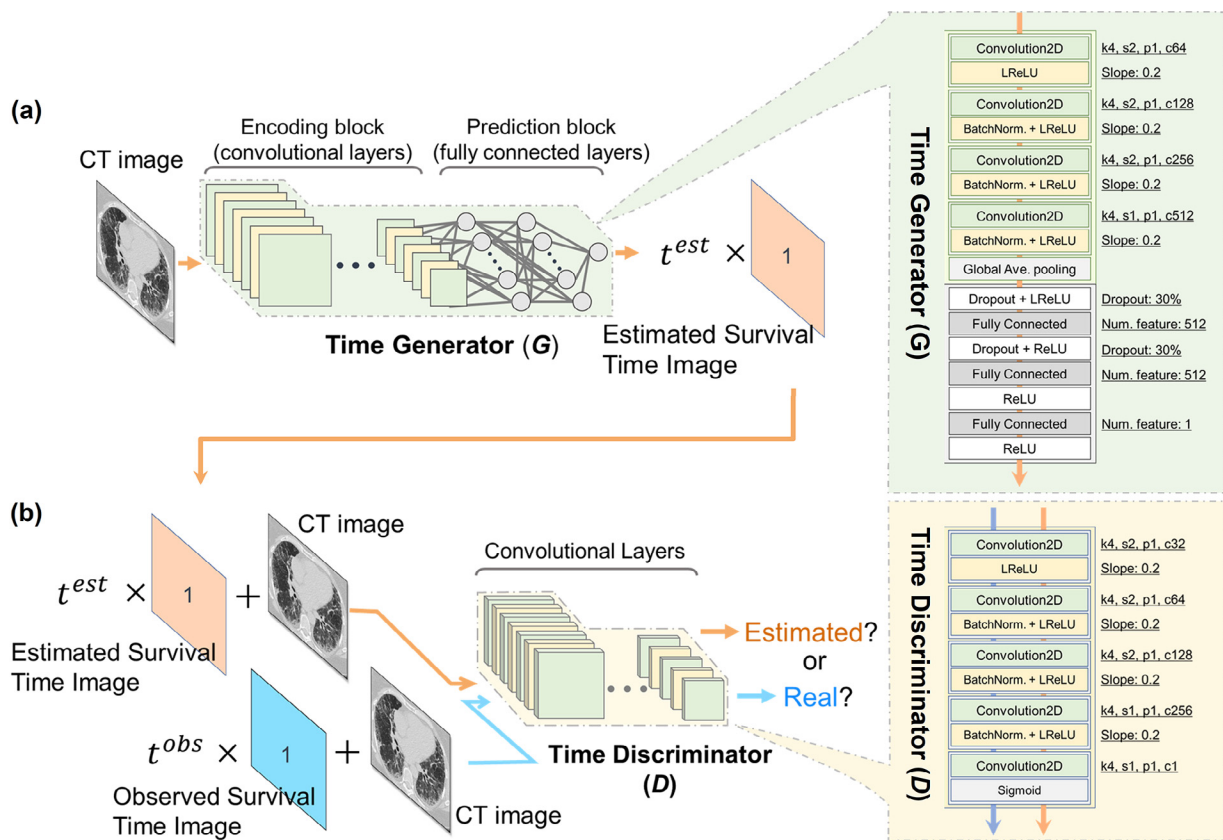 (a)
CT image
Encoding block
(convolutional layers)
Prediction block
(fully connected layers)
t^est ×
1
Time Generator (G)
Estimated Survival
Time Image
Time Generator (G)
Convolution2D
k4, s2, p1, c64
LReLU
Slope: 0.2
Convolution2D
k4, s2, p1, c128
BatchNorm. + LReLU
Slope: 0.2
Convolution2D
k4, s2, p1, c256
BatchNorm. + LReLU
Slope: 0.2
Convolution2D
k4, s1, p1, c512
BatchNorm. + LReLU
Slope: 0.2
Global Ave. pooling
Dropout + LReLU
Dropout: 30%
Fully Connected
Num. feature: 512
Dropout + ReLU
Dropout: 30%
Fully Connected
Num. feature: 512
ReLU
Fully Connected
Num. feature: 1
ReLU
(b)
CT image
t^est ×
1
+
Estimated Survival
Time Image
t^obs ×
1
+
Observed Survival
Time Image
CT image
Convolutional Layers
Estimated?
or
Real?
Time Discriminator
(D)
Time Discriminator (D)
Convolution2D
k4, s2, p1, c32
LReLU
Slope: 0.2
Convolution2D
k4, s2, p1, c64
BatchNorm. + LReLU
Slope: 0.2
Convolution2D
k4, s2, p1, c128
BatchNorm. + LReLU
Slope: 0.2
Convolution2D
k4, s1, p1, c256
BatchNorm. + LReLU
Slope: 0.2
Convolution2D
k4, s1, p1, c1
Sigmoid